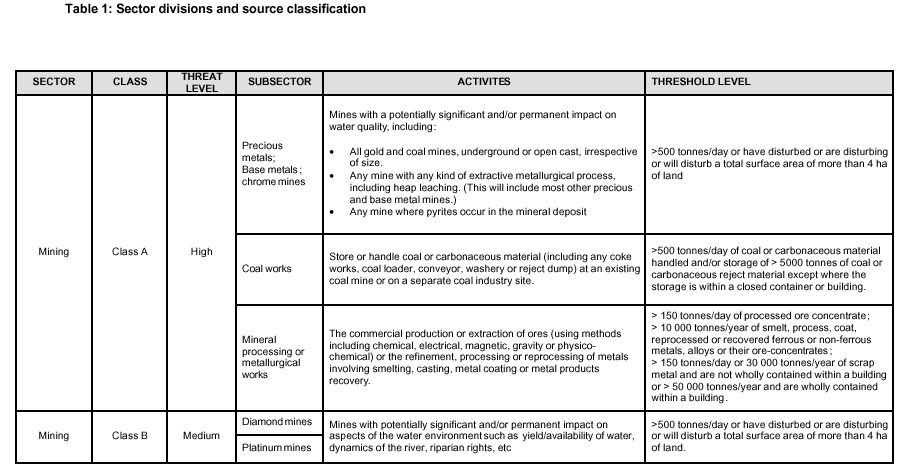 Table 1: Sector divisions and source classification
SECTOR
CLASS
THREAT
LEVEL
SUBSECTOR
ACTIVITES
THRESHOLD LEVEL
Mining
Class A
High
Precious
metals;
Base metals ;
chrome mines
Mines with a potentially significant and/or permanent impact on
water quality, including:
• All gold and coal mines, underground or open cast, irrespective
of size.
• Any mine with any kind of extractive metallurgical process,
including heap leaching. (This will include most other precious
and base metal mines.)
• Any mine where pyrites occur in the mineral deposit
>500 tonnes/day or have disturbed or are disturbing
or will disturb a total surface area of more than 4 ha
of land
Coal works
Store or handle coal or carbonaceous material (including any coke
works, coal loader, conveyor, washery or reject dump) at an existing
coal mine or on a separate coal industry site.
>500 tonnes/day of coal or carbonaceous material
handled and/or storage of > 5000 tonnes of coal or
carbonaceous reject material except where the
storage is within a closed container or building.
Mineral
processing or
metallurgical
works
The commercial production or extraction of ores (using methods
including chemical, electrical, magnetic, gravity or physico-
chemical) or the refinement, processing or reprocessing of metals
involving smelting, casting, metal coating or metal products
recovery.
> 150 tonnes/day of processed ore concentrate;
> 10 000 tonnes/year of smelt, process, coat,
reprocessed or recovered ferrous or non-ferrous
metals, alloys or their ore-concentrates ;
> 150 tonnes/day or 30 000 tonnes/year of scrap
metal and are not wholly contained within a building
or > 50 000 tonnes/year and are wholly contained
within a building.
Mining
Class B
Medium
Diamond mines
Platinum mines
Mines with potentially significant and/or permanent impact on
aspects of the water environment such as yield/availability of water,
dynamics of the river, riparian rights, etc
>500 tonnes/day or have disturbed or are disturbing
or will disturb a total surface area of more than 4 ha
of land.